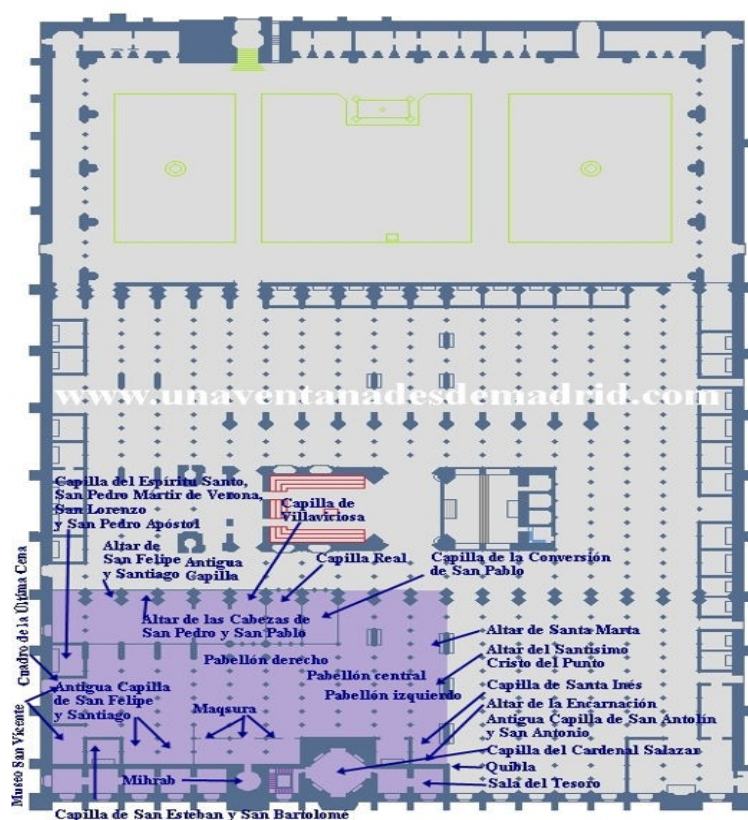 www.unaventanadesdemadrid.com
Capilla del Espíritu Santo,
San Pedro Mártir de Verona,
San Lorenzo
y San Pedro Apóstol
Capilla de
Villaviciosa
Altar de
San Felipe
y Santiago
Antigua
Capilla
Capilla Real
Capilla de la Conversión
de San Pablo
Cuadro de la Última Cena
Altar de las Cabezas de
San Pedro y San Pablo
Altar de Santa Marta
Pabellón derecho
Altar del Santísimo
Cristo del Punto
Pabellón central
Pabellón izquierdo
Antigua Capilla
de San Felipe
y Santiago
Capilla de Santa Inés
Maqsura
Altar de la Encarnación
Antigua Capilla de San Antolín
y San Antonio
Museo San Vicente
Capilla del Cardenal Salazar
Quibla
Mihrab
Sala del Tesoro
Capilla de San Esteban y San Bartolomé